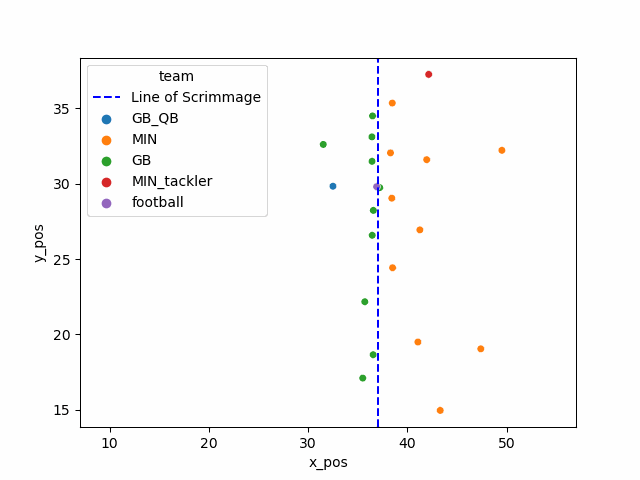 team
Line of Scrimmage
GB_QB
MIN
GB
MIN_tackler
football
35
30
25
20
15
y_pos
10 20 30 40 50
x_pos